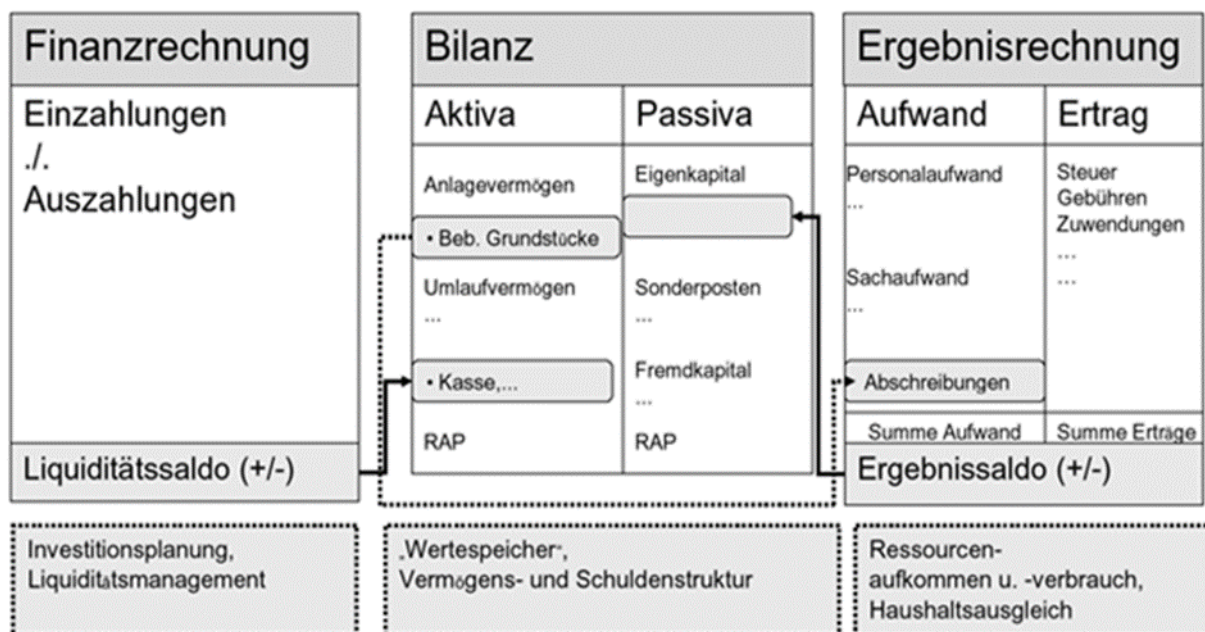 Finanzrechnung
Einzahlungen
./.
Auszahlungen
Liquiditätssaldo (+/-)
Investitionsplanung,
Liquiditätsmanagement
Bilanz
Aktiva
Anlagevermögen
• Beb. Grundstücke
Umlaufvermögen
...
• Kasse,...
RAP
Passiva
Eigenkapital
Sonderposten
...
Fremdkapital
...
RAP
„Wertespeicher“,
Vermögens- und Schuldenstruktur
Ergebnisrechnung
Aufwand
Personalaufwand
...
Sachaufwand
...
Abschreibungen
Summe Aufwand
Ertrag
Steuer
Gebühren
Zuwendungen
...
...
Summe Erträge
Ergebnissaldo (+/-)
Ressourcen-
aufkommen u. -verbrauch,
Haushaltsausgleich